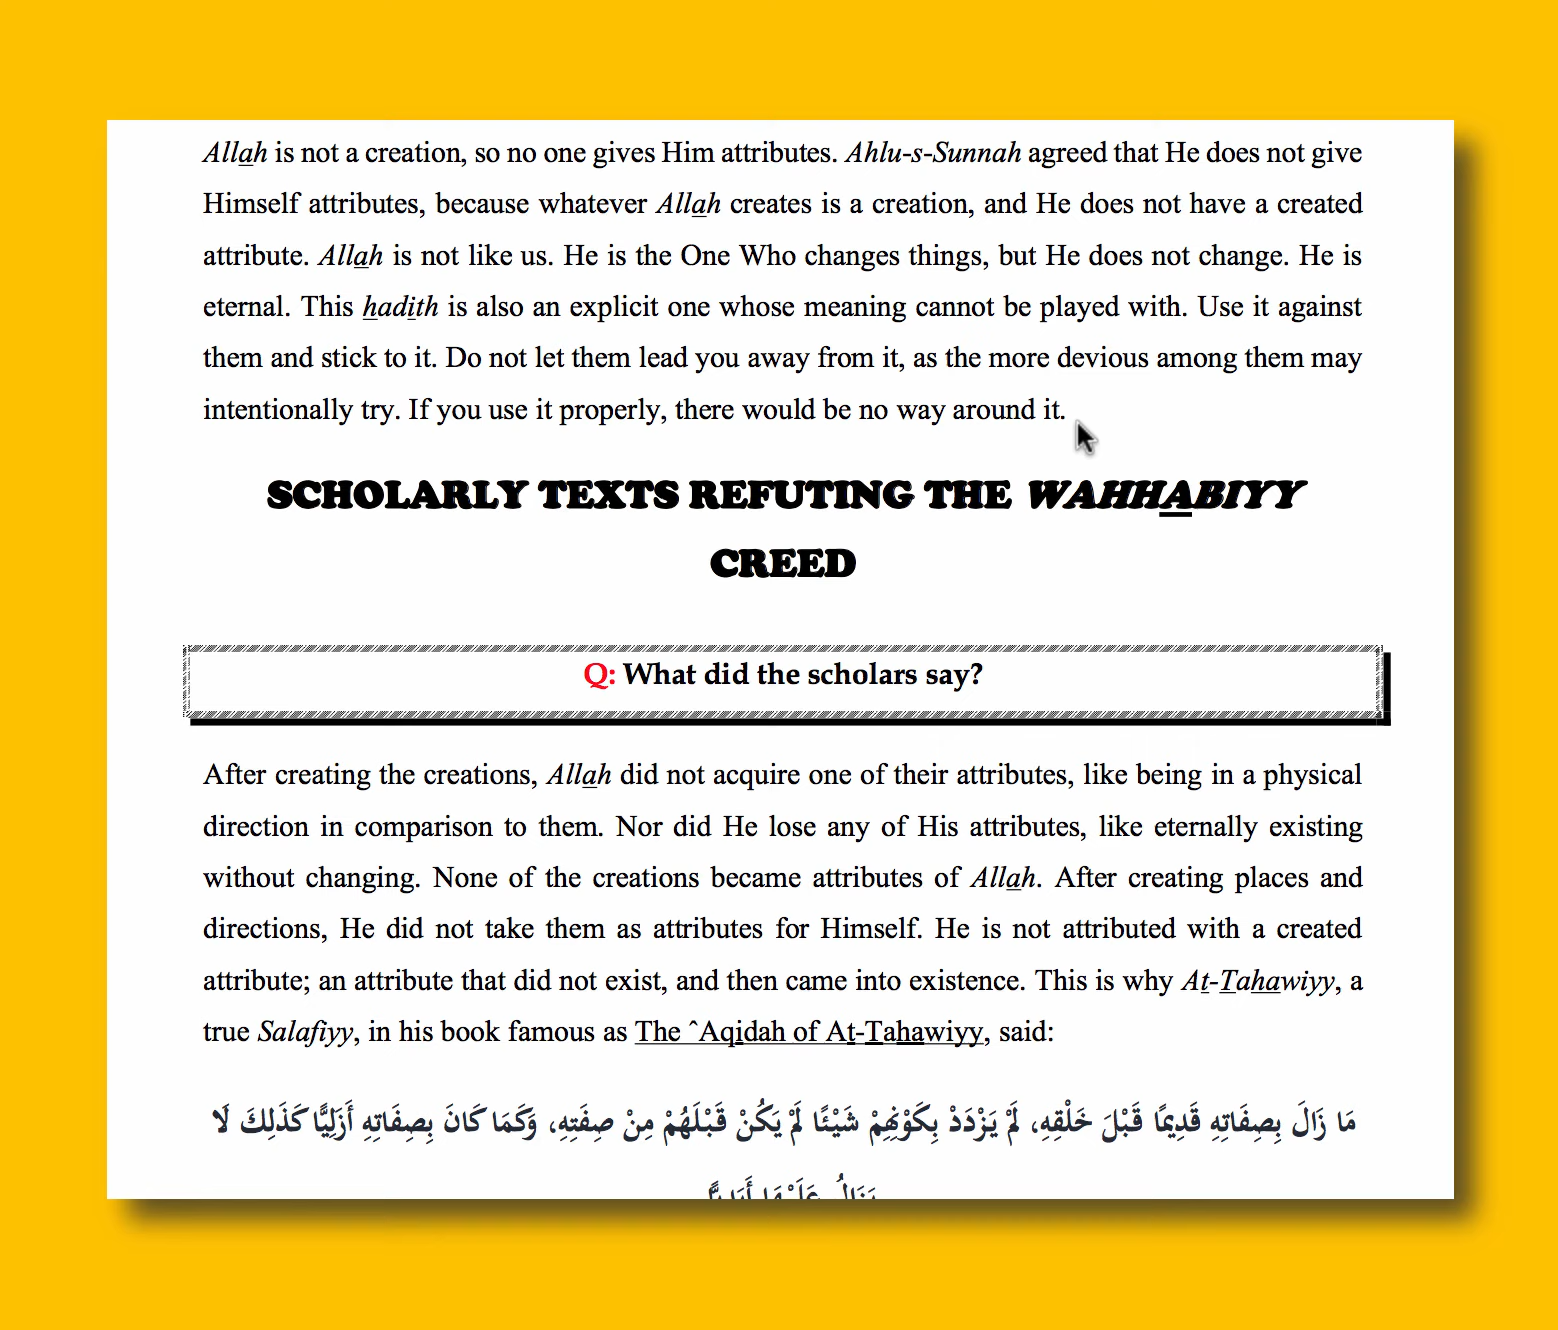 Allah is not a creation, so no one gives Him attributes. Ahlu-s-Sunnah agreed that He does not give
Himself attributes, because whatever Allah creates is a creation, and He does not have a created
attribute. Allah is not like us. He is the One Who changes things, but He does not change. He is
eternal. This hadith is also an explicit one whose meaning cannot be played with. Use it against
them and stick to it. Do not let them lead you away from it, as the more devious among them may
intentionally try. If you use it properly, there would be no way around it.
SCHOLARLY TEXTS REFUTING THE WAHHABIYY
CREED
Q: What did the scholars say?
After creating the creations, Allah did not acquire one of their attributes, like being in a physical
direction in comparison to them. Nor did He lose any of His attributes, like eternally existing
without changing. None of the creations became attributes of Allah. After creating places and
directions, He did not take them as attributes for Himself. He is not attributed with a created
attribute; an attribute that did not exist, and then came into existence. This is why At-Tahawiyy, a
true Salafiyy, in his book famous as The ^Aqidah of At-Tahawiyy, said:
مَا زَالَ بِصِفَاتِهِ قَدِيمًا قَبْلَ خَلْقِهِ، لَمْ يَزْدَدْ بِكَوْنِهِمْ شَيْئًا لَمْ يَكُنْ قَبْلَهُمْ مِنْ صِفَتِهِ، وَكَمَا كَانَ بِصِفَاتِهِ أَزَلِيًّا كَذَلِكَ لَا